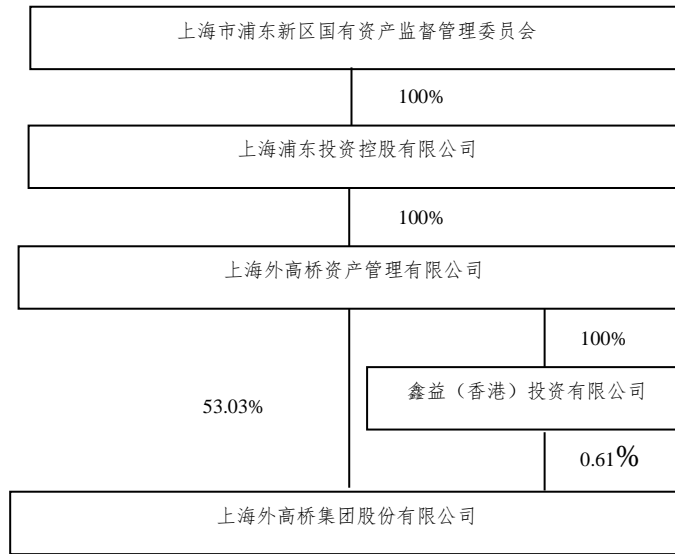 上海市浦东新区国有资产监督管理委员会
100%
上海浦东投资控股有限公司
100%
上海外高桥资产管理有限公司
100%
鑫益（香港）投资有限公司
53.03%
0.61%
上海外高桥集团股份有限公司